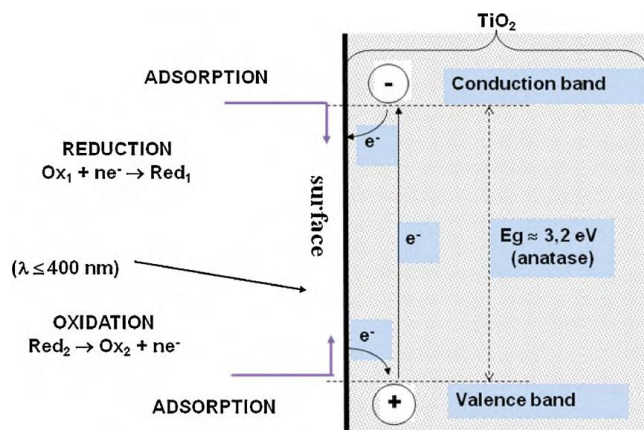 TiO₂
ADSORPTION
-
Conduction band
e⁻
REDUCTION
Ox₁ + ne⁻ → Red₁
surface
e⁻
Eg ≈ 3,2 eV
(anatase)
(λ ≤ 400 nm)
OXIDATION
Red₂ → Ox₂ + ne⁻
e⁻
ADSORPTION
+
Valence band